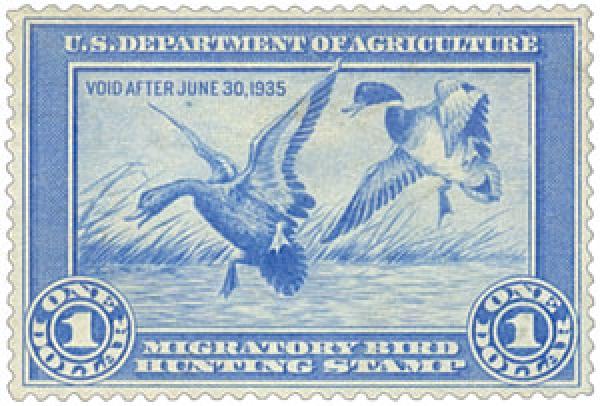 U.S. DEPARTMENT OF AGRICULTURE
VOID AFTER JUNE 30, 1935
ONE
1
DOLLAR
ONE
1
DOLLAR
MIGRATORY BIRD
HUNTING STAMP